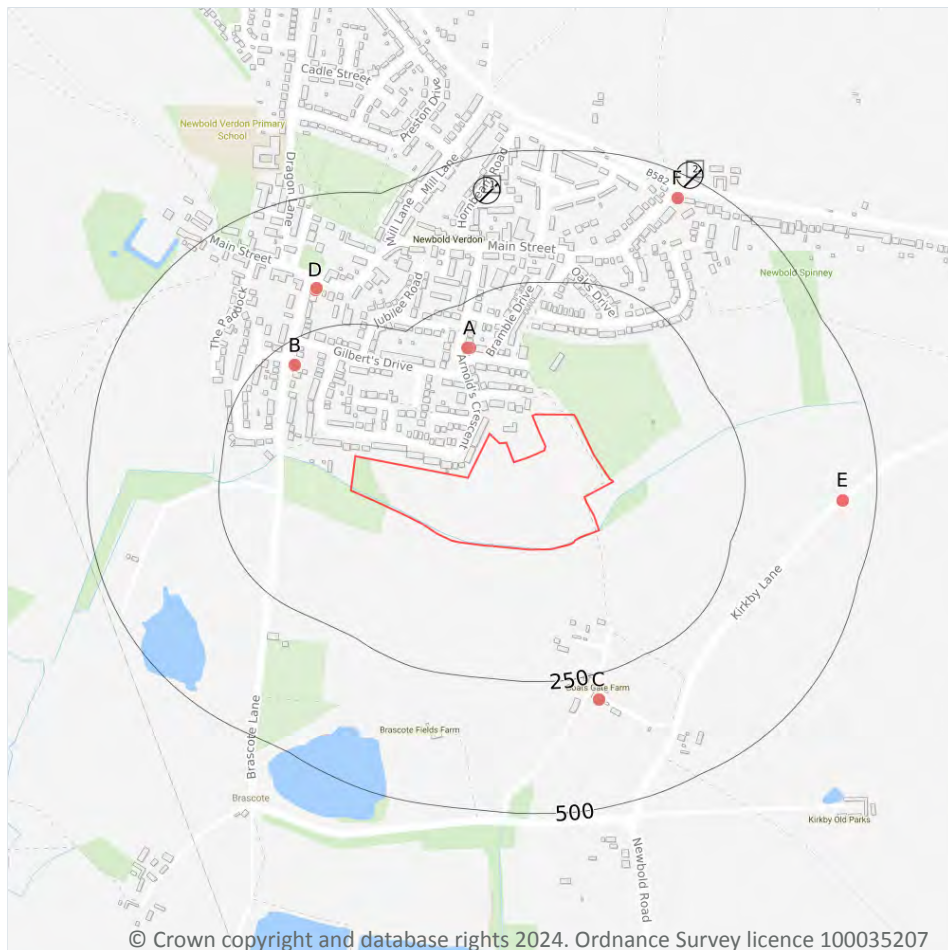 Cadle Street
Preston Drive
Newbold Verdon Primary
School
Dragon Lane
Mill Lane
Mill Lane
Hornbeam Road
2
B582
F
Main Street
Newbold Verdon
Main Street
D
Oaks Drive
Newbold Spinney
The Paddock
Jubilee Road
A
Bramble Drive
B
Gilbert's Drive
Arnold's Crescent
E
Kirkby Lane
250
C
Gate Farm
Brascote Lane
Brascote Fields Farm
Brascote
500
Kirkby Old Parks
Newbold Road
© Crown copyright and database rights 2024. Ordnance Survey licence 100035207